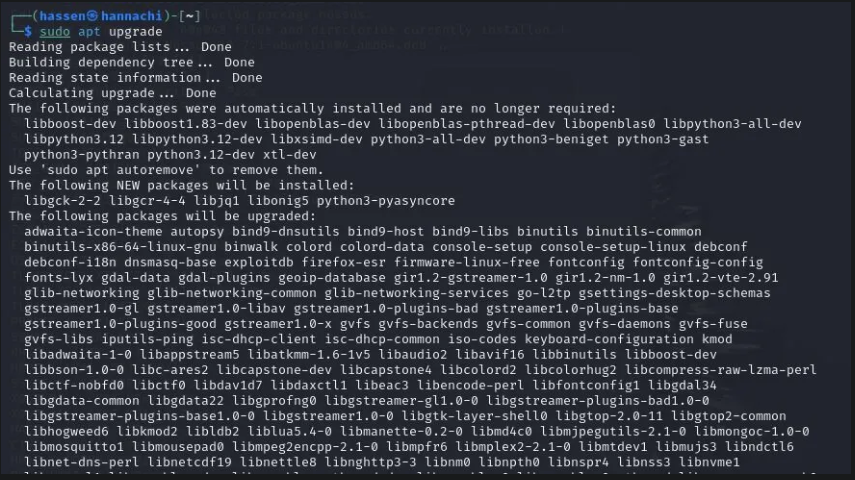 ┌──(hassen㉿hannachi)-[~]
└─$ sudo apt upgrade
Reading package lists... Done
Building dependency tree... Done
Reading state information... Done
Calculating upgrade... Done
The following packages were automatically installed and are no longer required:
libboost-dev libboost1.83-dev libopenblas-dev libopenblas-pthread-dev libopenblas0 libpython3-all-dev
libpython3.12 libpython3.12-dev libxsimd-dev python3-all-dev python3-beniget python3-gast
python3-pythran python3.12-dev xtl-dev
Use 'sudo apt autoremove' to remove them.
The following NEW packages will be installed:
libgck-2-2 libgcr-4-4 libjq1 libonig5 python3-pyasyncore
The following packages will be upgraded:
adwaita-icon-theme autopsy bind9-dnsutils bind9-host bind9-libs binutils binutils-common
binutils-x86-64-linux-gnu binwalk colord colord-data console-setup console-setup-linux debconf
debconf-i18n dnsmasq-base exploitdb firefox-esr firmware-linux-free fontconfig fontconfig-config
fonts-lyx gdal-data gdal-plugins geoip-database gir1.2-gstreamer-1.0 gir1.2-nm-1.0 gir1.2-vte-2.91
glib-networking glib-networking-common glib-networking-services go-l2tp gsettings-desktop-schemas
gstreamer1.0-gl gstreamer1.0-libav gstreamer1.0-plugins-bad gstreamer1.0-plugins-base
gstreamer1.0-plugins-good gstreamer1.0-x gvfs gvfs-backends gvfs-common gvfs-daemons gvfs-fuse
gvfs-libs iputils-ping isc-dhcp-client isc-dhcp-common iso-codes keyboard-configuration kmod
libadwaita-1-0 libappstream5 libatkmm-1.6-1v5 libaudio2 libavif16 libbinutils libboost-dev
libbson-1.0-0 libc-ares2 libcapstone-dev libcapstone4 libcolord2 libcolorhug2 libcompress-raw-lzma-perl
libctf-nobfd0 libctf0 libdav1d7 libdaxctl1 libeac3 libencode-perl libfontconfig1 libgdal34
libgdata-common libgdata22 libgprofng0 libgstreamer-gl1.0-0 libgstreamer-plugins-bad1.0-0
libgstreamer-plugins-base1.0-0 libgstreamer1.0-0 libgtk-layer-shell0 libgtop-2.0-11 libgtop2-common
libhogweed6 libkmod2 libldb2 liblua5.4-0 libmanette-0.2-0 libmd4c0 libmjpegutils-2.1-0 libmongoc-1.0-0
libmosquitto1 libmousepad0 libmpeg2encpp-2.1-0 libmpfr6 libmplex2-2.1-0 libmtdev1 libmujs3 libndctl6
libnet-dns-perl libnetcdf19 libnettle8 libnghttp3-3 libnm0 libnpth0 libnspr4 libnss3 libnvme1